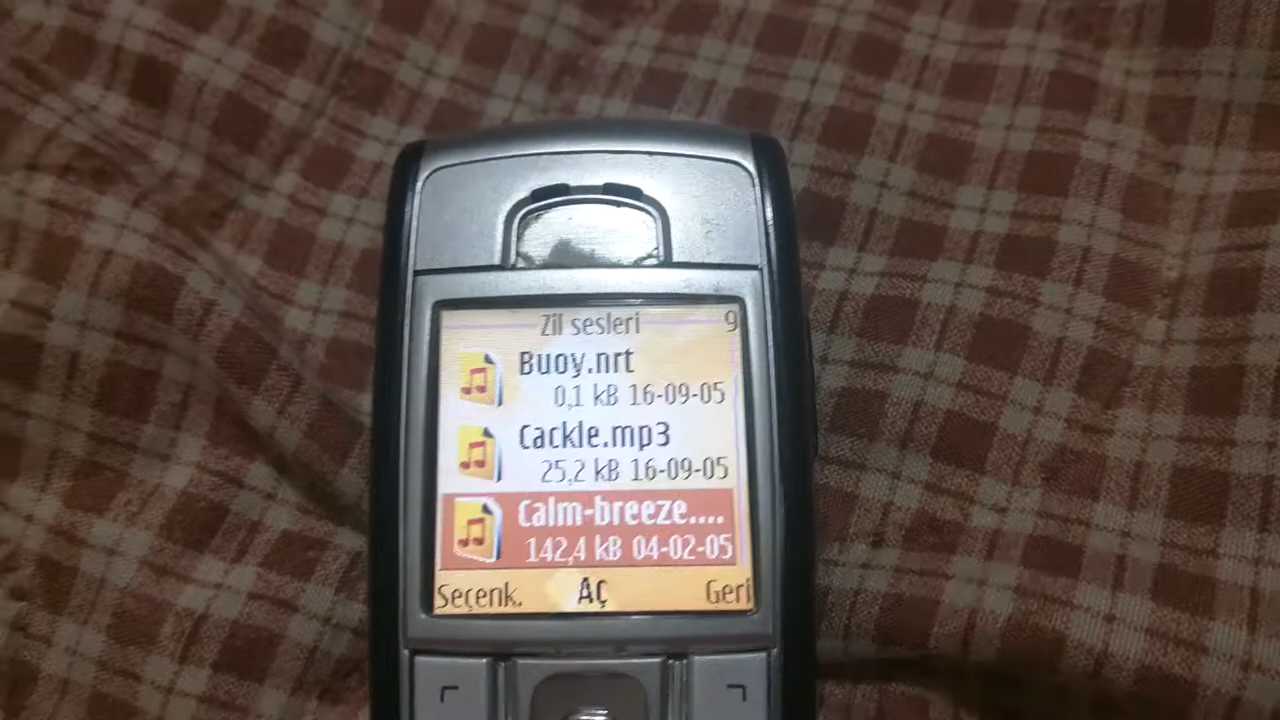 Zil sesleri 9
Buoy.nrt
0,1 kB 16-09-05
Cackle.mp3
25,2 kB 16-09-05
Calm-breeze....
142,4 kB 04-02-05
Seçenk. AÇ Geri